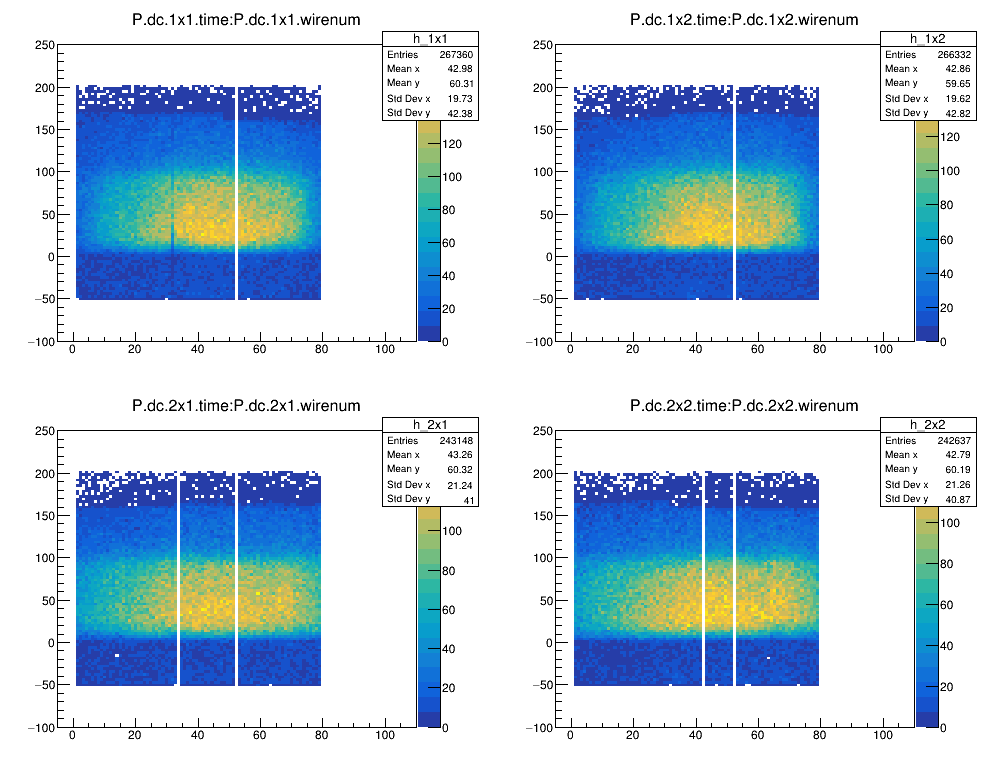 P.dc.1x1.time:P.dc.1x1.wirenum
h_1x1
Entries 267360
Mean x 42.98
Mean y 60.31
Std Dev x 19.73
Std Dev y 42.38
250
200
150
100
50
0
−50
−100
0 20 40 60 80 100
120
100
80
60
40
20
0
P.dc.1x2.time:P.dc.1x2.wirenum
h_1x2
Entries 266332
Mean x 42.86
Mean y 59.65
Std Dev x 19.62
Std Dev y 42.82
250
200
150
100
50
0
−50
−100
0 20 40 60 80 100
120
100
80
60
40
20
0
P.dc.2x1.time:P.dc.2x1.wirenum
h_2x1
Entries 243148
Mean x 43.26
Mean y 60.32
Std Dev x 21.24
Std Dev y 41
250
200
150
100
50
0
−50
−100
0 20 40 60 80 100
100
80
60
40
20
0
P.dc.2x2.time:P.dc.2x2.wirenum
h_2x2
Entries 242637
Mean x 42.79
Mean y 60.19
Std Dev x 21.26
Std Dev y 40.87
250
200
150
100
50
0
−50
−100
0 20 40 60 80 100
100
80
60
40
20
0